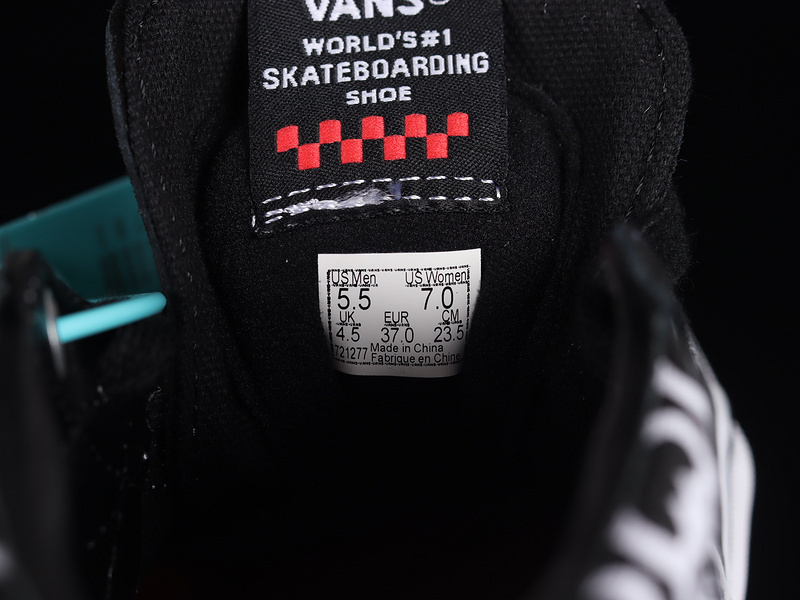 VANS®
WORLD'S #1
SKATEBOARDING
SHOE
US Men US Women
5.5 7.0
UK EUR CM
4.5 37.0 23.5
721277 Made in China
Fabrique en Chine